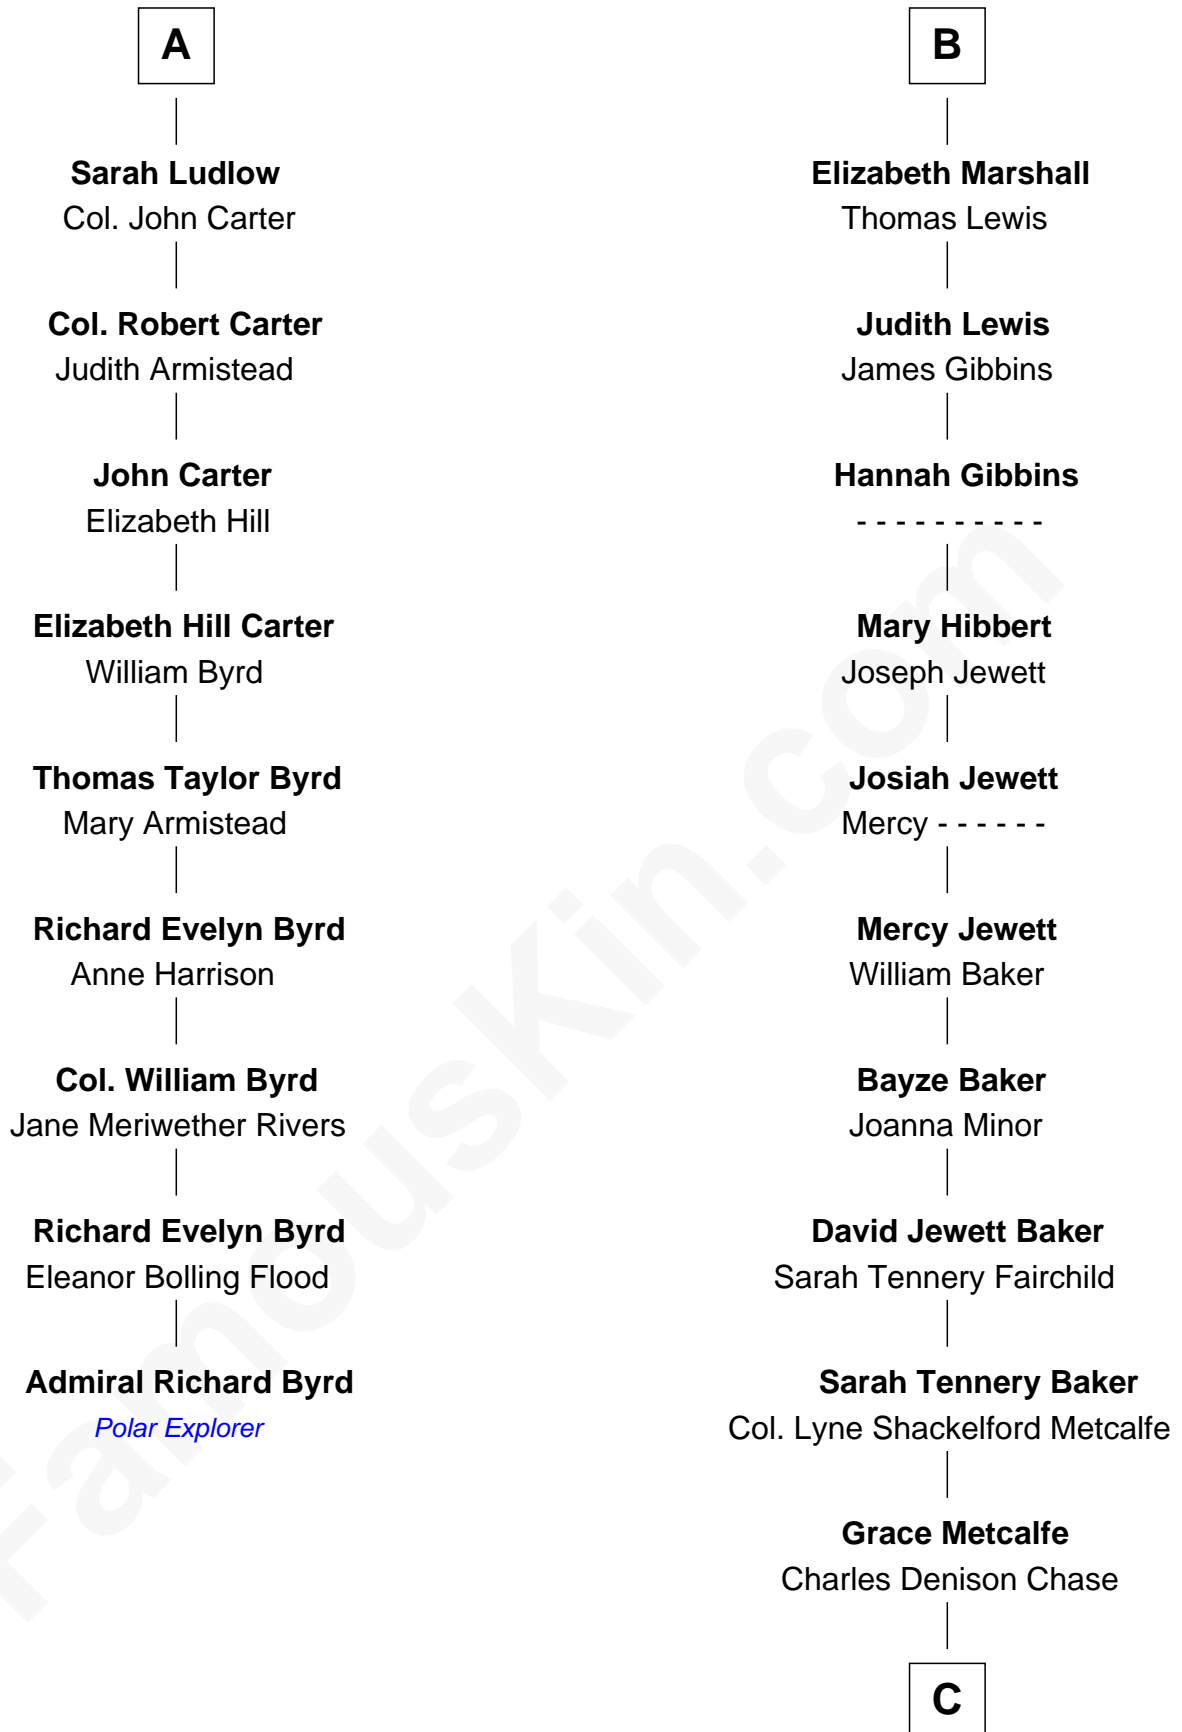 A
Sarah Ludlow
Col. John Carter
Col. Robert Carter
Judith Armistead
John Carter
Elizabeth Hill
Elizabeth Hill Carter
William Byrd
Thomas Taylor Byrd
Mary Armistead
Richard Evelyn Byrd
Anne Harrison
Col. William Byrd
Jane Meriwether Rivers
Richard Evelyn Byrd
Eleanor Bolling Flood
Admiral Richard Byrd
Polar Explorer
B
Elizabeth Marshall
Thomas Lewis
Judith Lewis
James Gibbins
Hannah Gibbins
- - - - - - - - - -
Mary Hibbert
Joseph Jewett
Josiah Jewett
Mercy - - - - - -
Mercy Jewett
William Baker
Bayze Baker
Joanna Minor
David Jewett Baker
Sarah Tennery Fairchild
Sarah Tennery Baker
Col. Lyne Shackelford Metcalfe
Grace Metcalfe
Charles Denison Chase
C
FamousKin.com